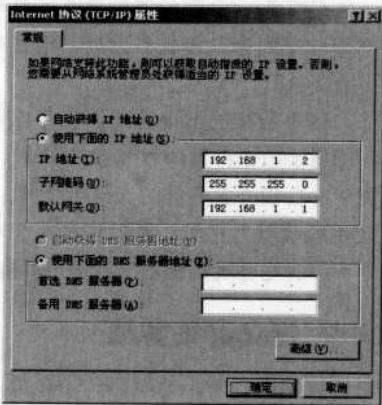 Internet 协议 (TCP/IP) 属性
常规
如果网络支持此功能，则可以获取自动指派的 IP 设置。否则，
您需要从网络系统管理员处获得适当的 IP 设置。
自动获得 IP 地址(O)
使用下面的 IP 地址(S):
IP 地址(I):
192 .168 . 1 . 2
子网掩码(U):
255 .255 .255 . 0
默认网关(D):
192 .168 . 1 . 1
自动获得 DNS 服务器地址(B)
使用下面的 DNS 服务器地址(E):
首选 DNS 服务器(P):
备用 DNS 服务器(A):
高级(V)...
确定
取消